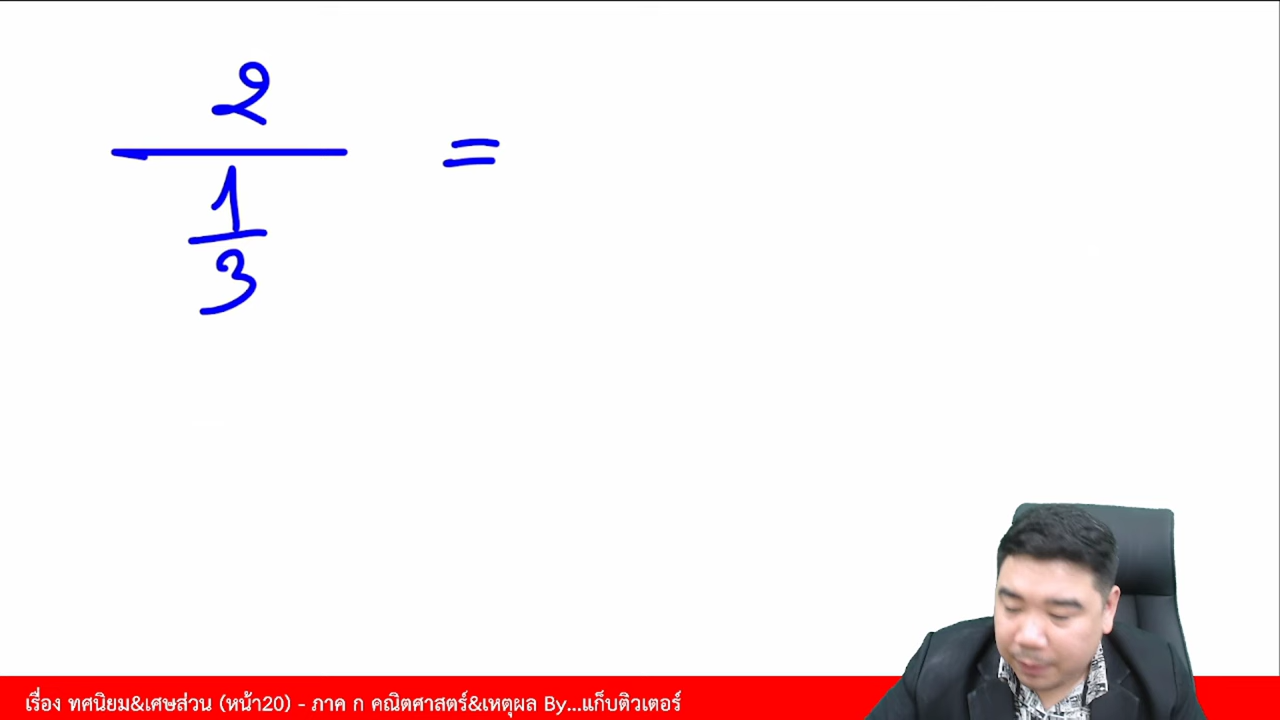 2
=
1
3
เรื่อง ทศนิยม&เศษส่วน (หน้า20) - ภาค ก คณิตศาสตร์&เหตุผล By...แก็บติวเตอร์